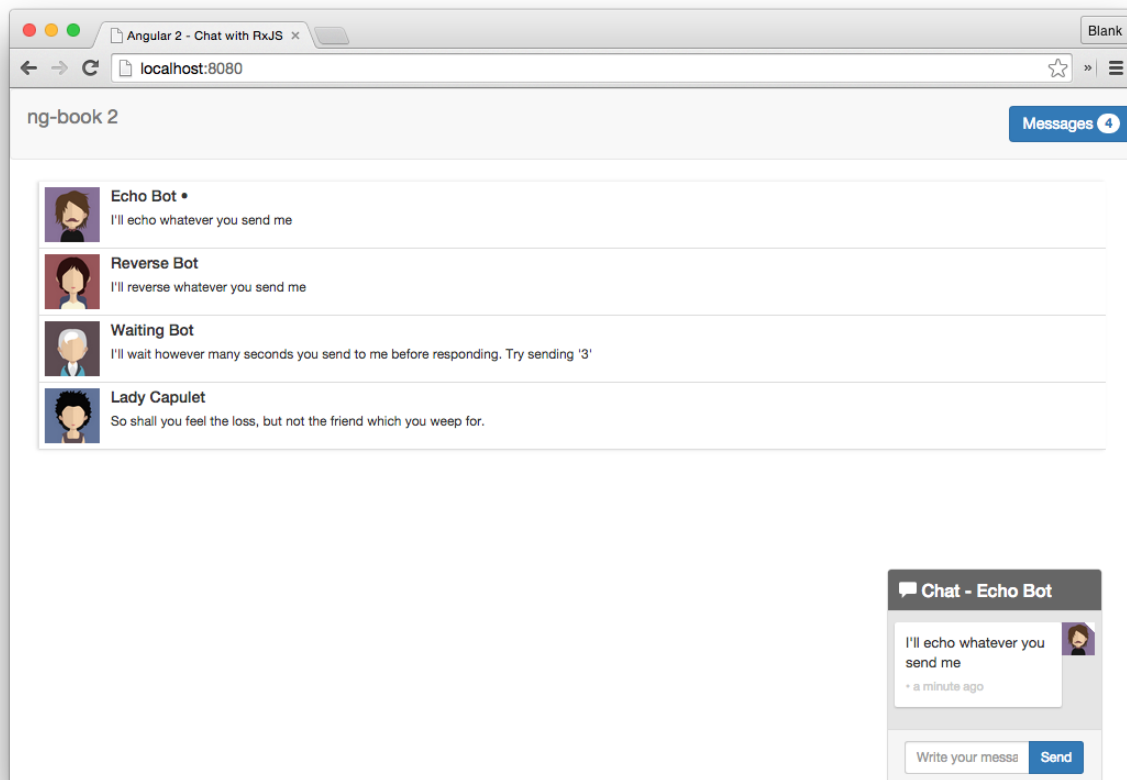 Angular 2 - Chat with RxJS
Blank
localhost:8080
ng-book 2
Messages 4
Echo Bot •
I'll echo whatever you send me
Reverse Bot
I'll reverse whatever you send me
Waiting Bot
I'll wait however many seconds you send to me before responding. Try sending '3'
Lady Capulet
So shall you feel the loss, but not the friend which you weep for.
Chat - Echo Bot
I'll echo whatever you
send me
• a minute ago
Write your messa
Send